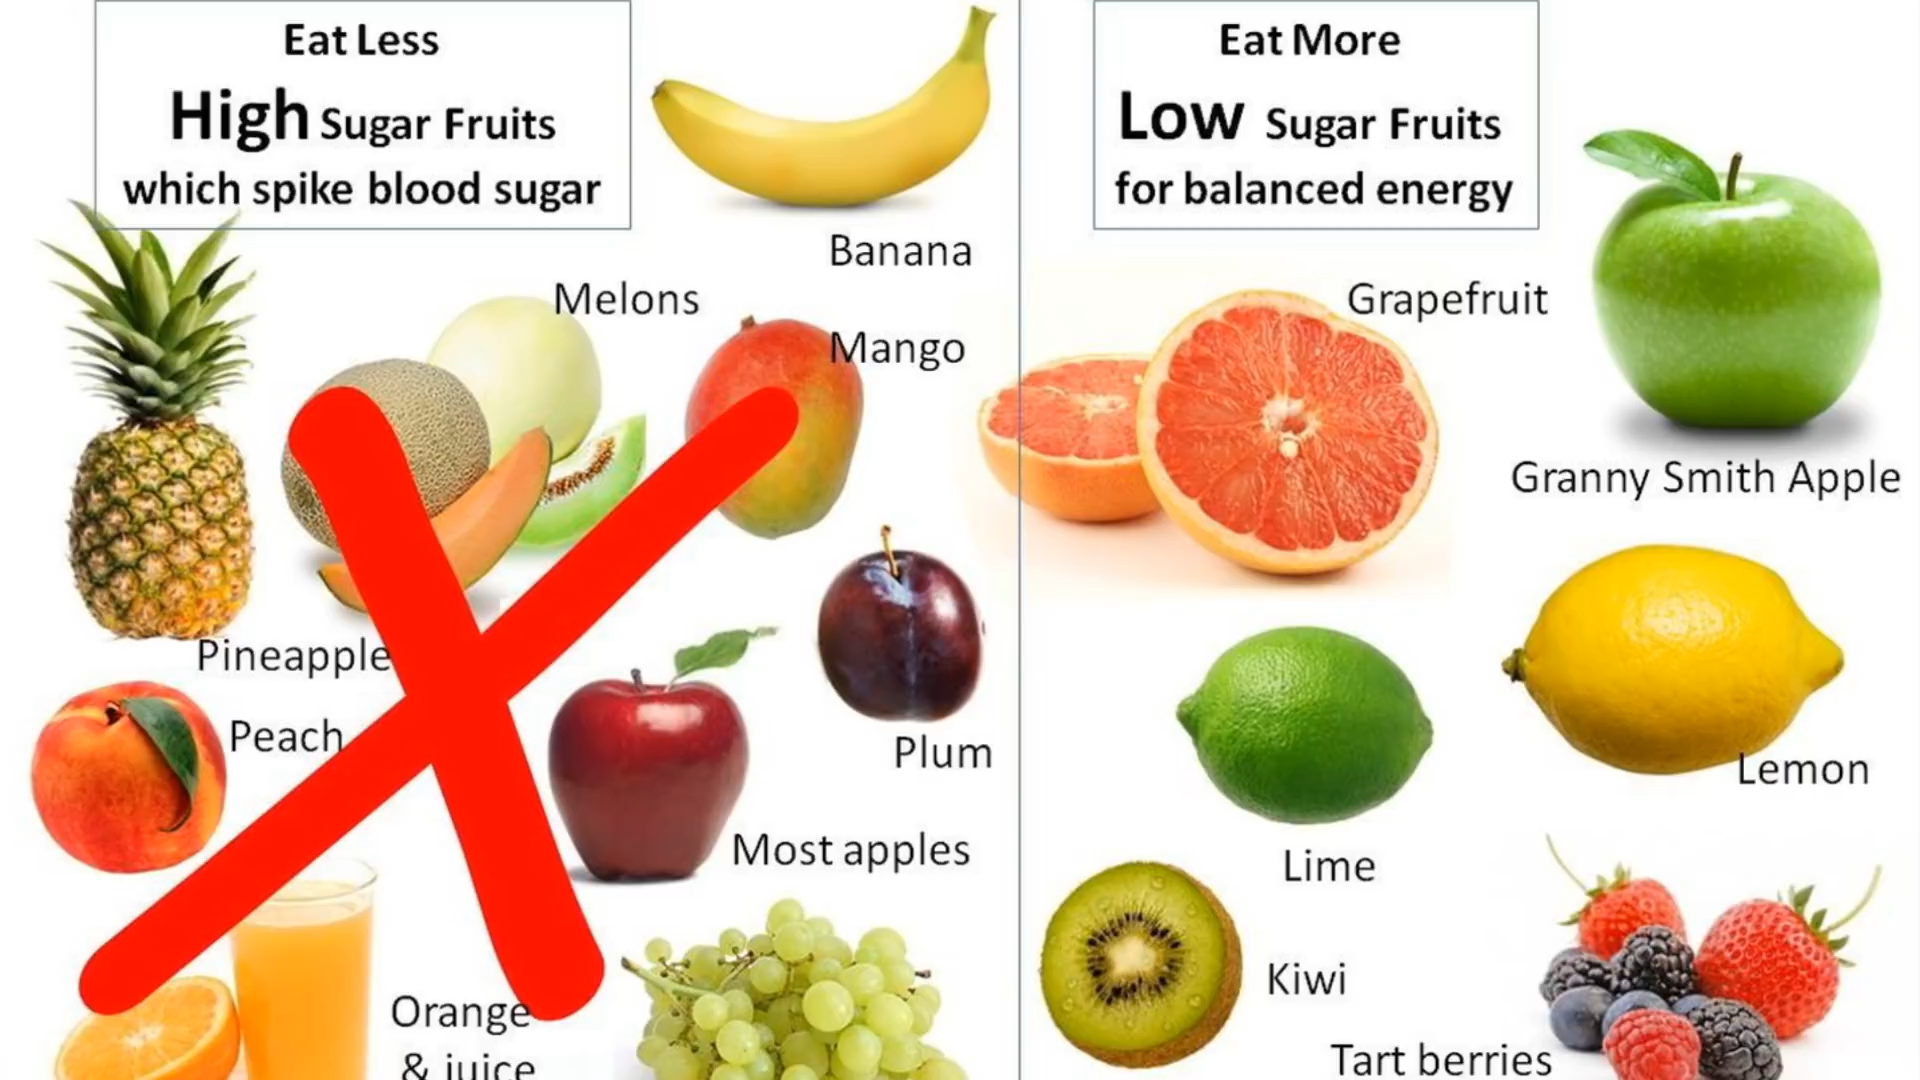 Eat Less
High Sugar Fruits
which spike blood sugar
Banana
Melons
Mango
Pineapple
Peach
Plum
Most apples
Orange
& juice
Eat More
Low Sugar Fruits
for balanced energy
Grapefruit
Granny Smith Apple
Lemon
Lime
Kiwi
Tart berries